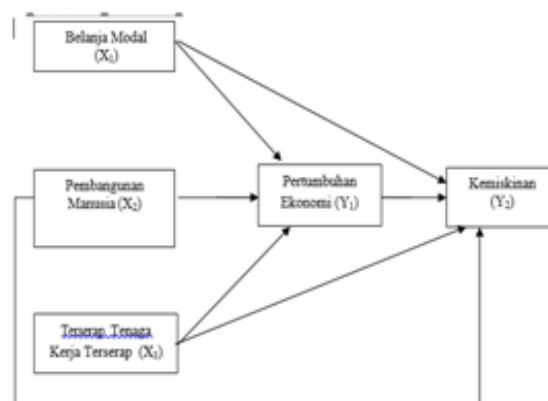 Belanja Modal
(X₁)
Pembangunan
Manusia (X₂)
Pertumbuhan
Ekonomi (Y₁)
Kemiskinan
(Y₂)
Terserap Tenaga
Kerja Terserap (X₃)